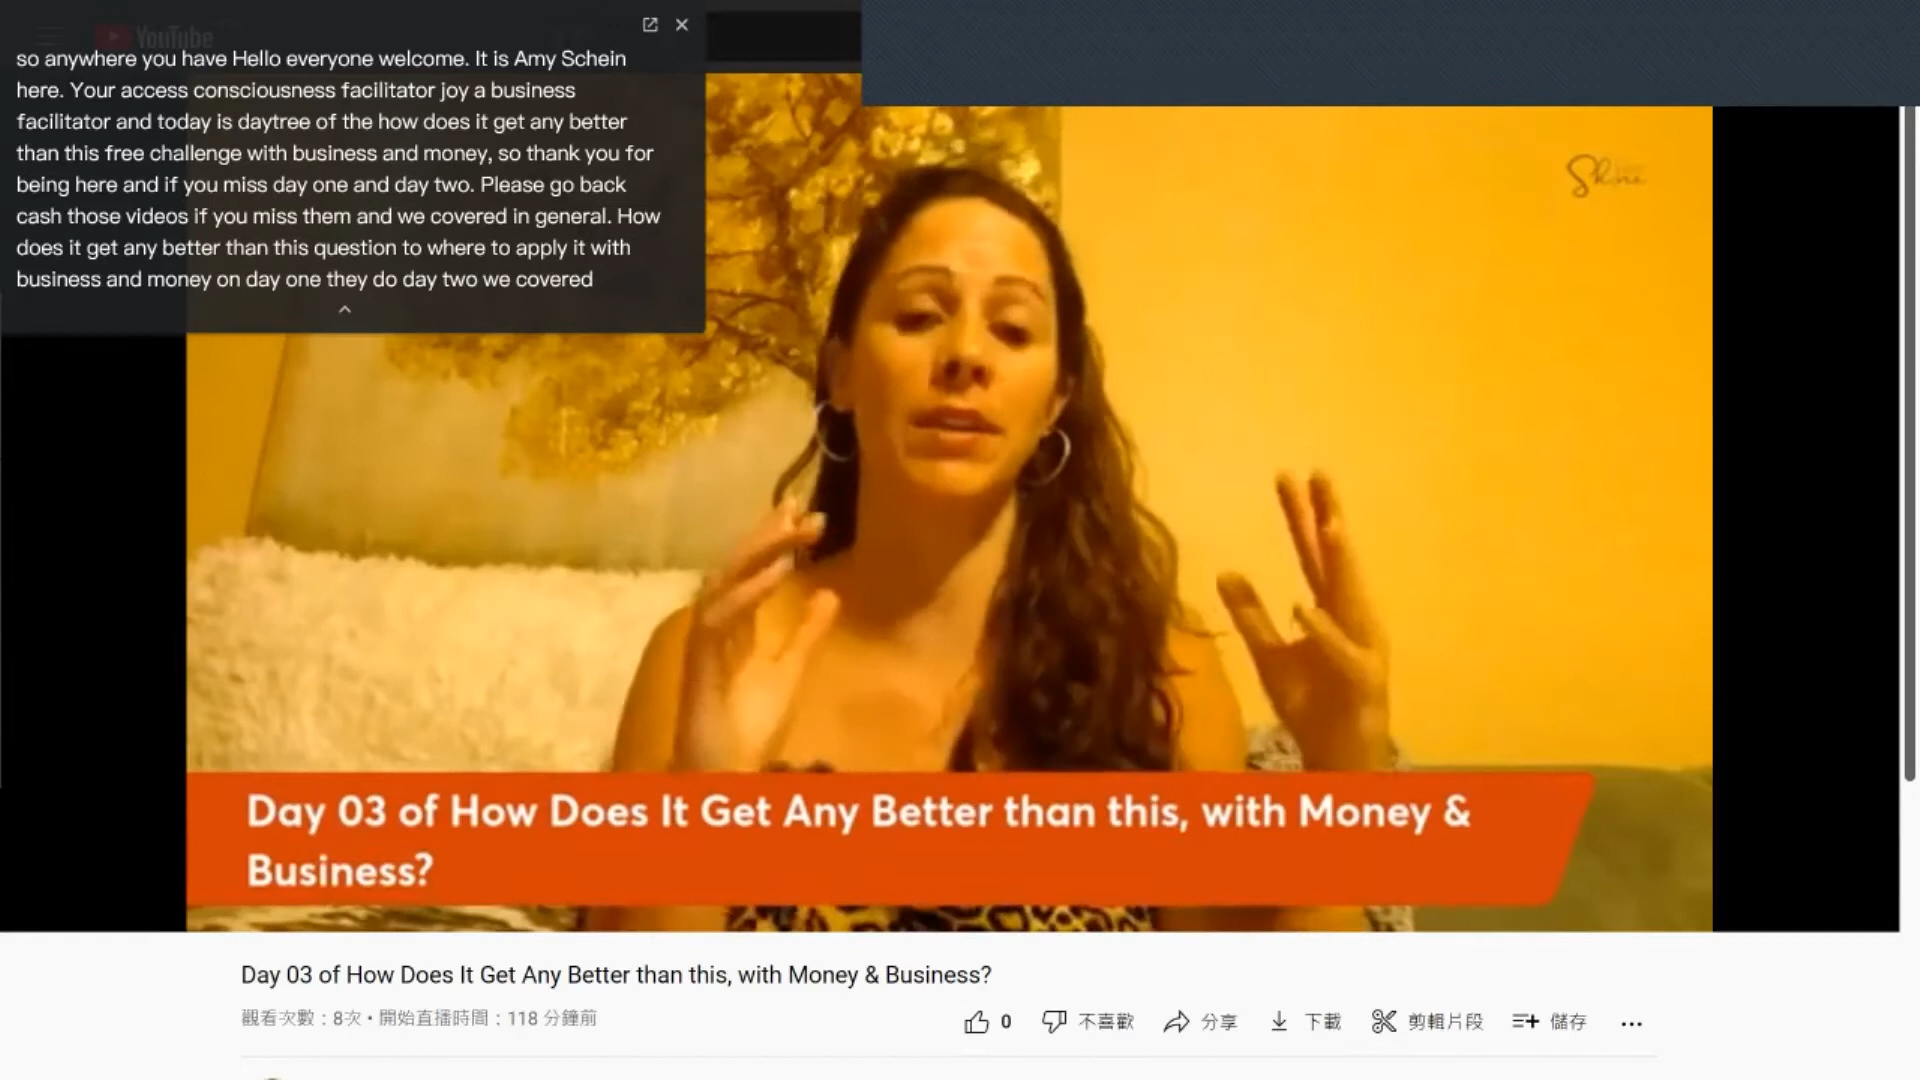 YouTube
so anywhere you have Hello everyone welcome. It is Amy Schein
here. Your access consciousness facilitator joy a business
facilitator and today is daytree of the how does it get any better
than this free challenge with business and money, so thank you for
being here and if you miss day one and day two. Please go back
cash those videos if you miss them and we covered in general. How
does it get any better than this question to where to apply it with
business and money on day one they do day two we covered
Shine
Day 03 of How Does It Get Any Better than this, with Money &
Business?
Day 03 of How Does It Get Any Better than this, with Money & Business?
觀看次數：8次 • 開始直播時間：118 分鐘前
0 不喜歡 分享 下載 剪輯片段 儲存